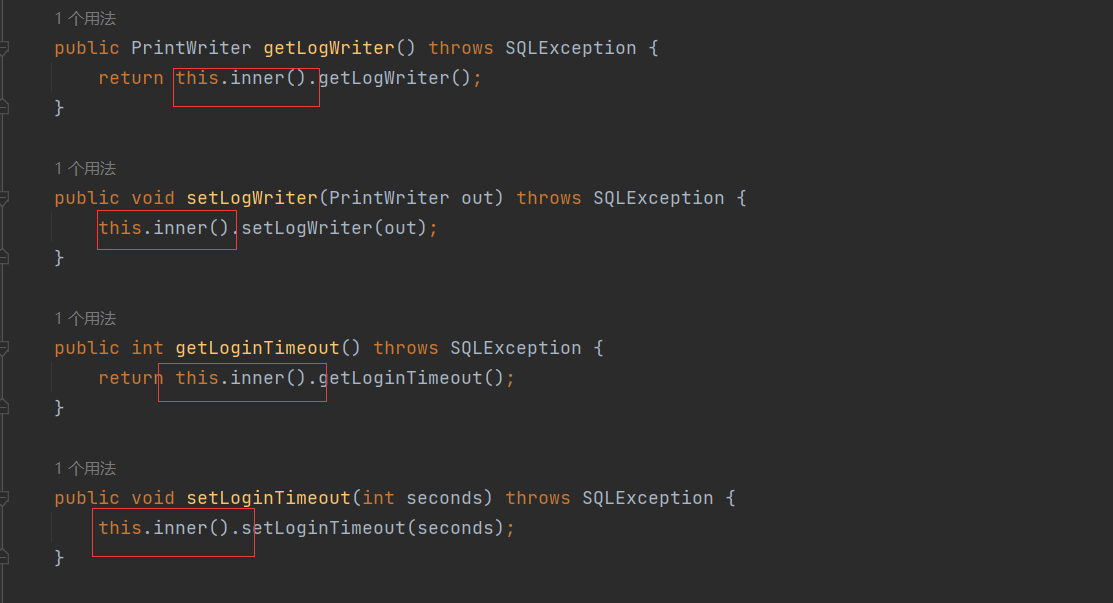 1 个用法
public PrintWriter getLogWriter() throws SQLException {
return this.inner().getLogWriter();
}
1 个用法
public void setLogWriter(PrintWriter out) throws SQLException {
this.inner().setLogWriter(out);
}
1 个用法
public int getLoginTimeout() throws SQLException {
return this.inner().getLoginTimeout();
}
1 个用法
public void setLoginTimeout(int seconds) throws SQLException {
this.inner().setLoginTimeout(seconds);
}